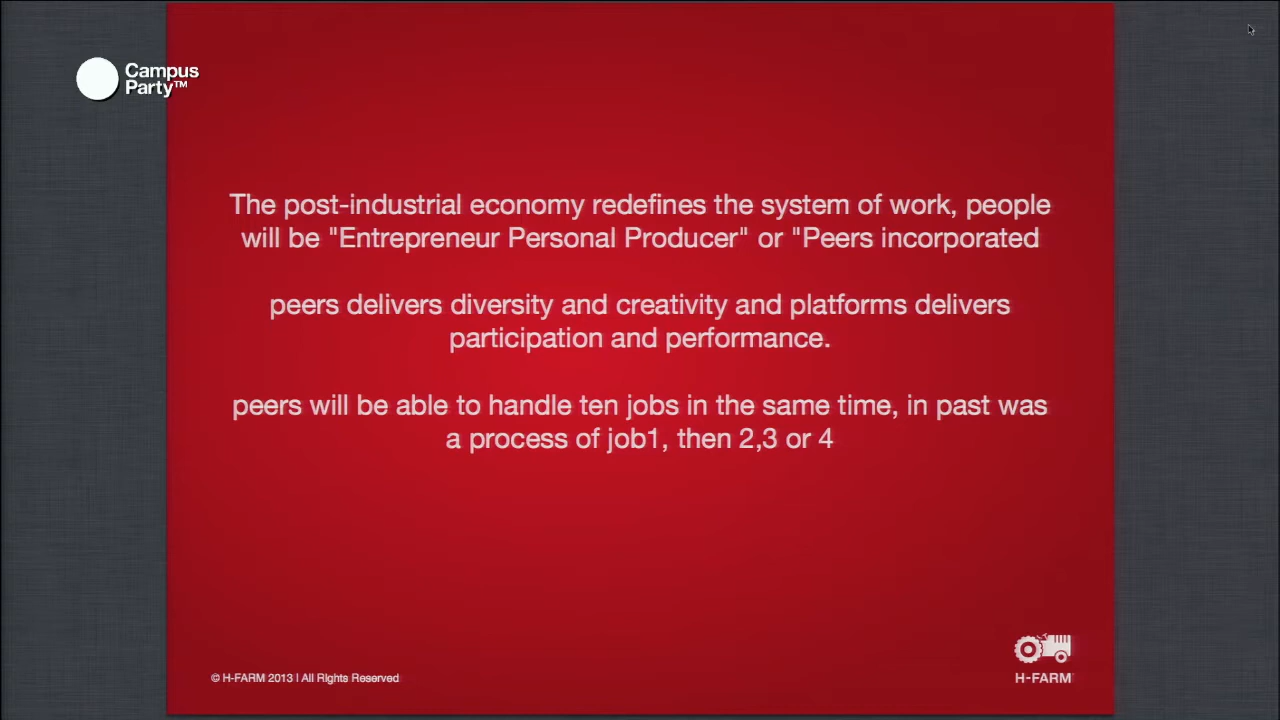 Campus
Party™
The post-industrial economy redefines the system of work, people
will be "Entrepreneur Personal Producer" or "Peers incorporated
peers delivers diversity and creativity and platforms delivers
participation and performance.
peers will be able to handle ten jobs in the same time, in past was
a process of job1, then 2,3 or 4
© H-FARM 2013 | All Rights Reserved
H-FARM